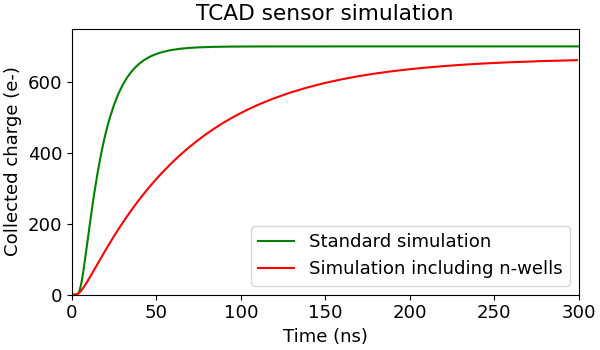 TCAD sensor simulation
Collected charge (e-)
600
400
200
0
Standard simulation
Simulation including n-wells
0 50 100 150 200 250 300
Time (ns)